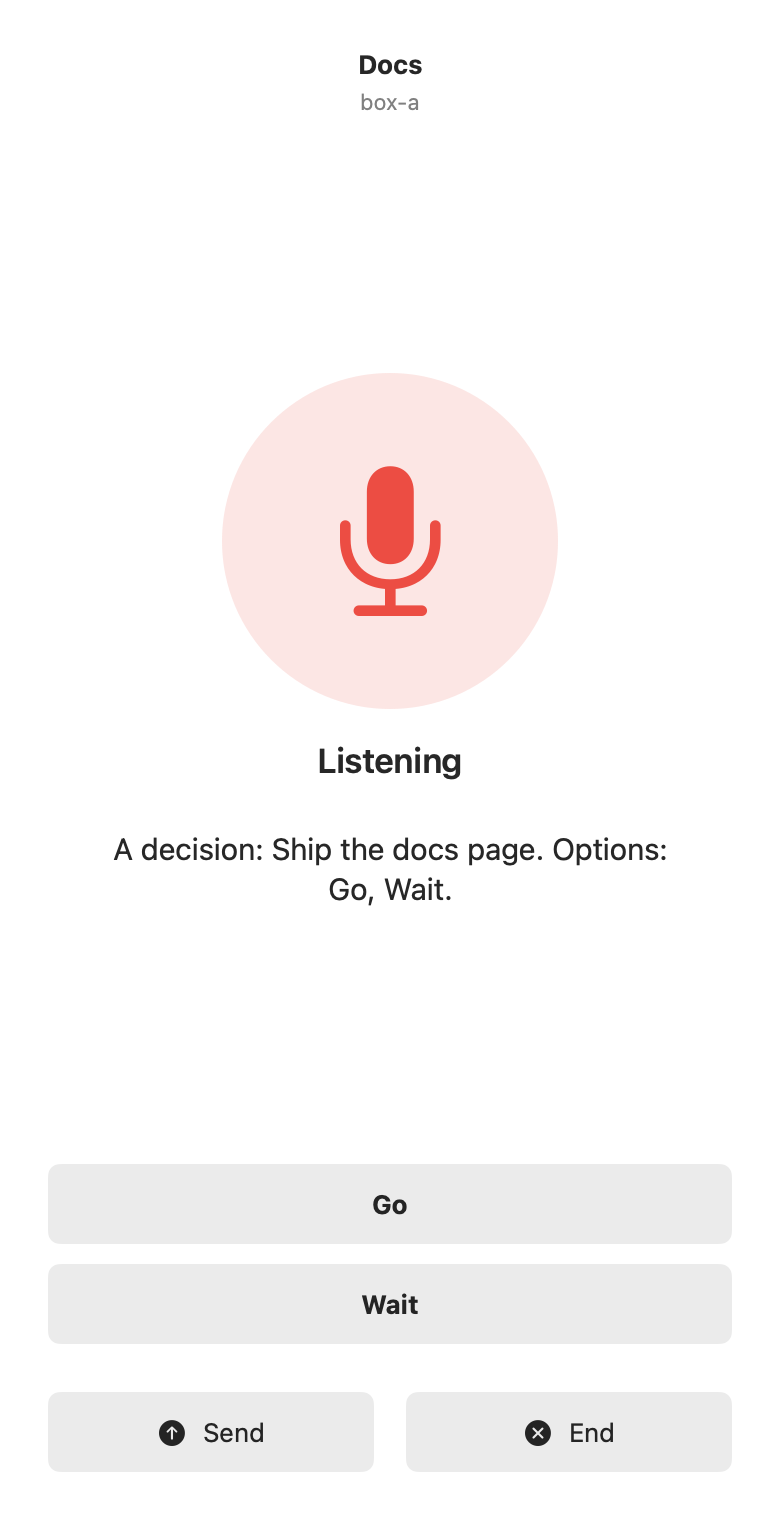 Docs
box-a
Listening
A decision: Ship the docs page. Options:
Go, Wait.
Go
Wait
Send
End